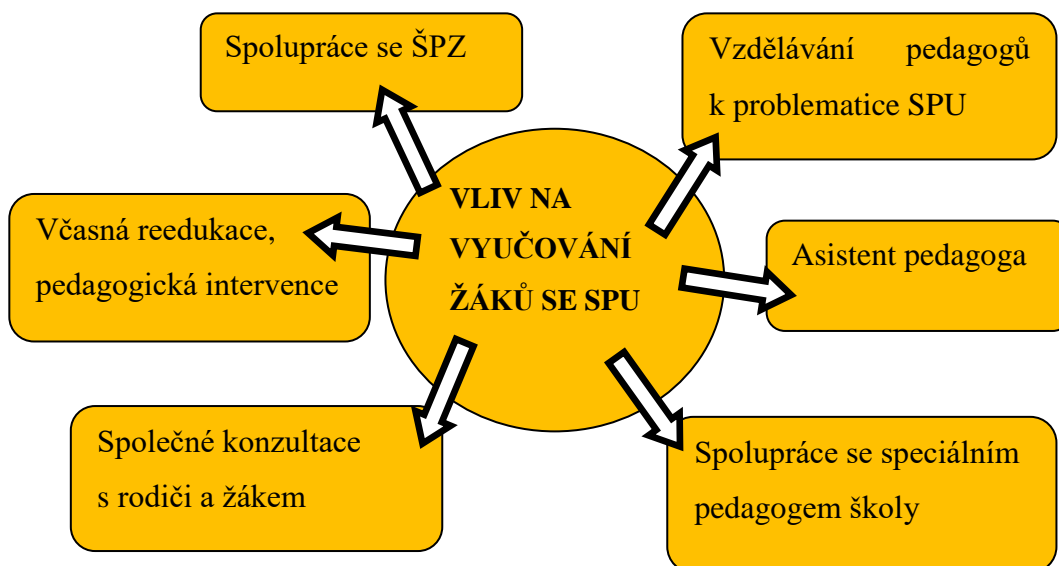 Spolupráce se ŠPZ
Vzdělávání pedagogů
k problematice SPU
Včasná reedukace,
pedagogická intervence
VLIV NA
VYUČOVÁNÍ
ŽÁKŮ SE SPU
Asistent pedagoga
Společné konzultace
s rodiči a žákem
Spolupráce se speciálním
pedagogem školy